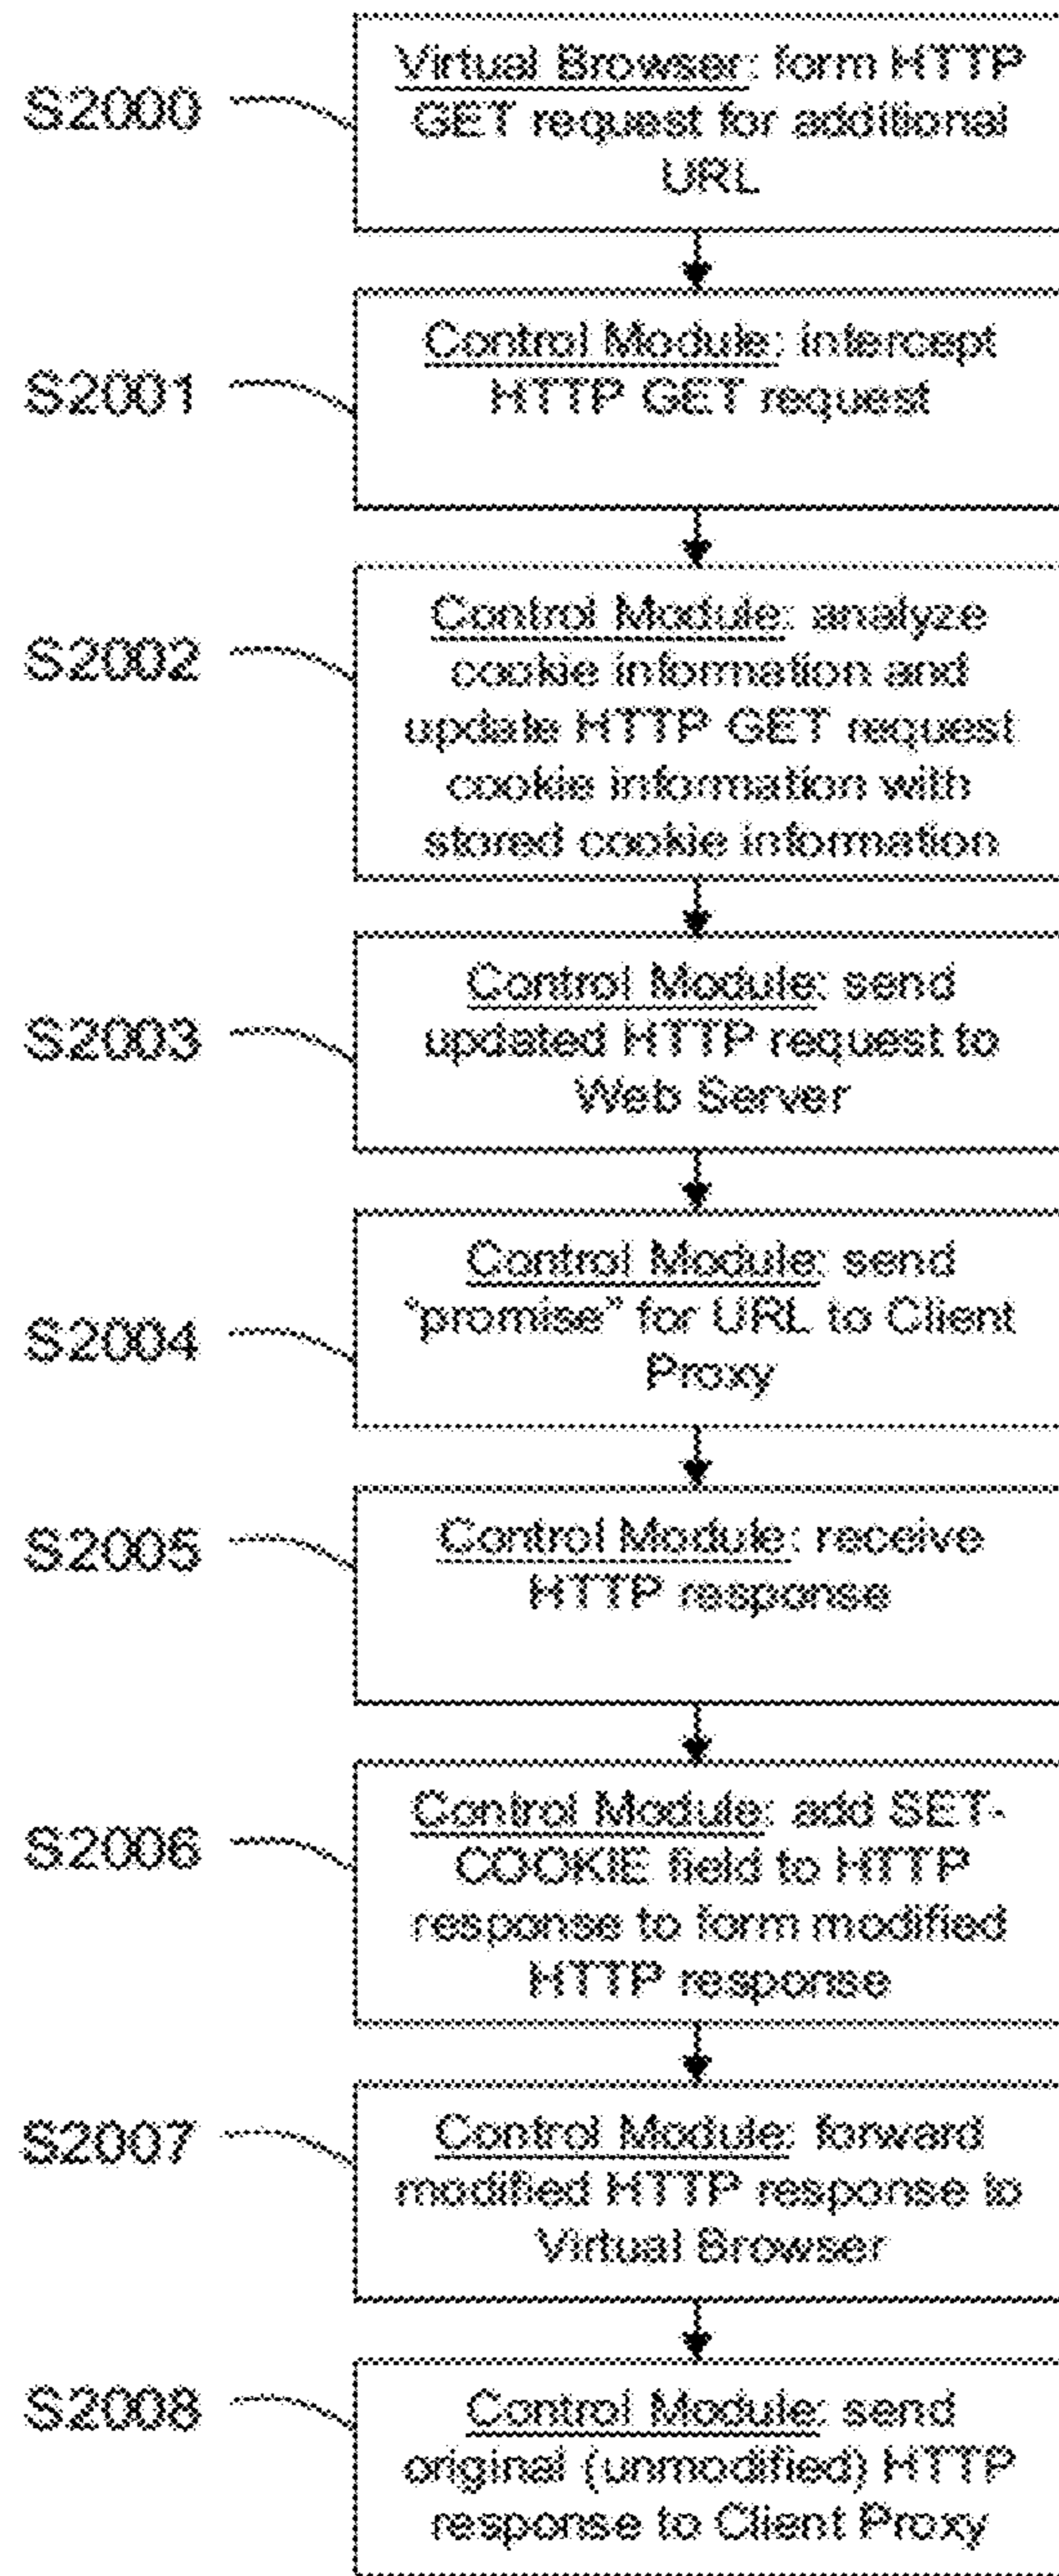 S2000
Virtual Browser: form HTTP
GET request for additional
URL
S2001
Control Module: intercept
HTTP GET request
S2002
Control Module: analyze
cookie information and
update HTTP GET request
cookie information with
stored cookie information
S2003
Control Module: send
updated HTTP request to
Web Server
S2004
Control Module: send
"promise" for URL to Client
Proxy
S2005
Control Module: receive
HTTP response
S2006
Control Module: add SET-
COOKIE field to HTTP
response to form modified
HTTP response
S2007
Control Module: forward
modified HTTP response to
Virtual Browser
S2008
Control Module: send
original (unmodified) HTTP
response to Client Proxy